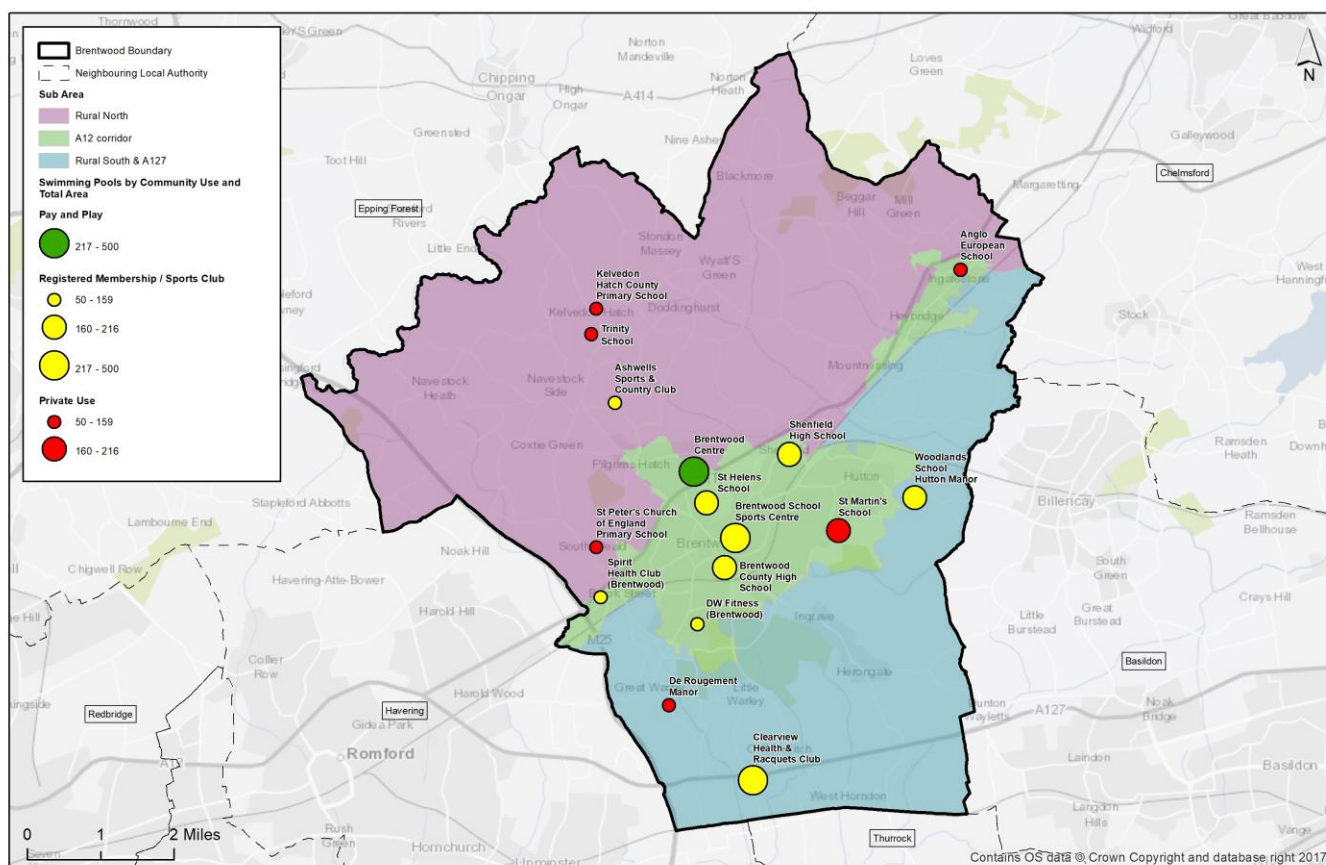 Brentwood Boundary
Neighbouring Local Authority
Sub Area
Rural North
A12 corridor
Rural South & A127
Swimming Pools by Community Use and
Total Area
Pay and Play
217 - 500
Registered Membership / Sports Club
50 - 159
160 - 216
217 - 500
Private Use
50 - 159
160 - 216
Thornwood
Norton
Mandeville
Chipping
Ongar
High
Ongar
A414
Norton
Heath
Loves
Green
Widford
Great Baddow
N
Greensted
Toot Hill
Epping Forest
Rivers
Little End
Galleywood
Chelmsford
Margaretting
Blackmore
Beggar
Hill
Mill
Green
Stondon
Massey
Wyatt'S
Green
Doddinghurst
Anglo
European
School
West
Stock
Heybridge
Mountnessing
Kelvedon
Hatch County
Primary School
Trinity
School
Navestock
Heath
Navestock
Side
Ashwells
Sports &
Country Club
Coxtie Green
Pilgrims Hatch
Brentwood
Centre
Shenfield
High School
St Helens
School
Hutton
Woodlands
School
Hutton Manor
Brentwood School
Sports Centre
St Martin's
School
St Peter's Church
of England
Primary School
Spirit
Health Club
(Brentwood)
Brentwood
County High
School
DW Fitness
(Brentwood)
M25
Ingrave
Herongate
Little
Warley
De Rougement
Manor
Clearview
Health &
Racquets Club
West Horndon
Stapleford Abbotts
Lambourne End
Chigwell Row
Noak Hill
Havering-Atte-Bower
Harold Hill
Collier
Row
Harold Wood
Redbridge
Havering
Gidea Park
Romford
Rush
Green
Hornchurch
Upminster
Ramsden
Heath
Billericay
Ramsden
Bellhouse
South
Green
Crays Hill
Little
Burstead
Great
Burstead
Basildon
A127
Noak
Bridge
Laindon
Basildon
Langdon
Hills
Vange
Thurrock
0 1 2 Miles
Contains OS data © Crown Copyright and database right 2017